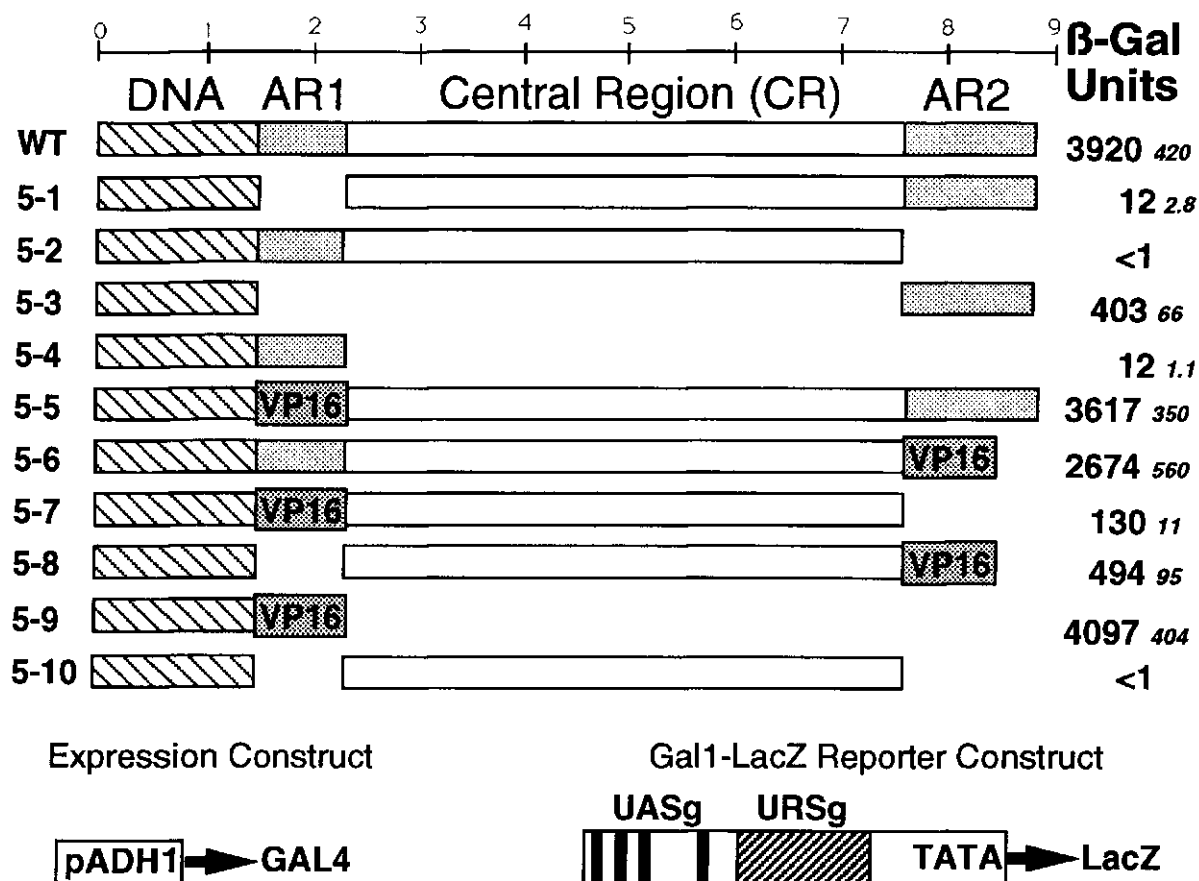 0 1 2 3 4 5 6 7 8 9
ß-Gal Units
DNA AR1 Central Region (CR) AR2
WT 3920 420
5-1 12 2.8
5-2 <1
5-3 403 66
5-4 12 1.1
5-5 VP16 3617 350
5-6 VP16 2674 560
5-7 VP16 130 11
5-8 VP16 494 95
5-9 VP16 4097 404
5-10 <1
Expression Construct Gal1-LacZ Reporter Construct
UASg URSg
pADH1 GAL4 TATA LacZ